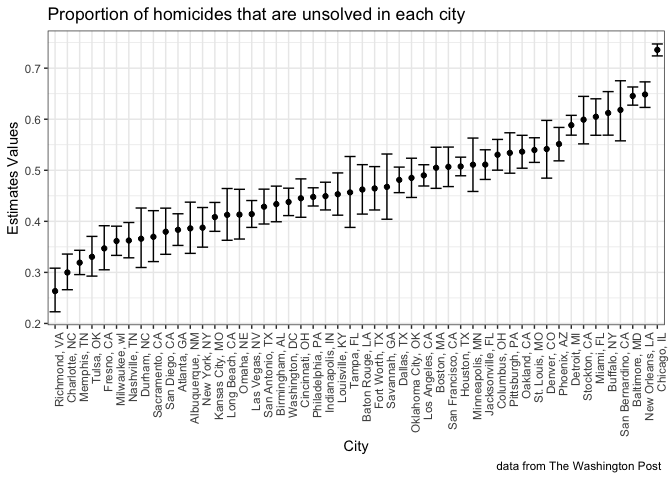 Proportion of homicides that are unsolved in each city
Estimates Values
0.7
0.6
0.5
0.4
0.3
0.2
Richmond, VA
Charlotte, NC
Memphis, TN
Tulsa, OK
Fresno, CA
Milwaukee, wI
Nashville, TN
Durham, NC
Sacramento, CA
San Diego, CA
Atlanta, GA
Albuquerque, NM
New York, NY
Kansas City, MO
Long Beach, CA
Omaha, NE
Las Vegas, NV
San Antonio, TX
Birmingham, AL
Washington, DC
Cincinnati, OH
Philadelphia, PA
Indianapolis, IN
Louisville, KY
Tampa, FL
Baton Rouge, LA
Fort Worth, TX
Savannah, GA
Dallas, TX
Oklahoma City, OK
Los Angeles, CA
Boston, MA
San Francisco, CA
Houston, TX
Minneapolis, MN
Jacksonville, FL
Columbus, OH
Pittsburgh, PA
Oakland, CA
St. Louis, MO
Denver, CO
Phoenix, AZ
Detroit, MI
Stockton, CA
Miami, FL
Buffalo, NY
San Bernardino, CA
Baltimore, MD
New Orleans, LA
Chicago, IL
City
data from The Washington Post